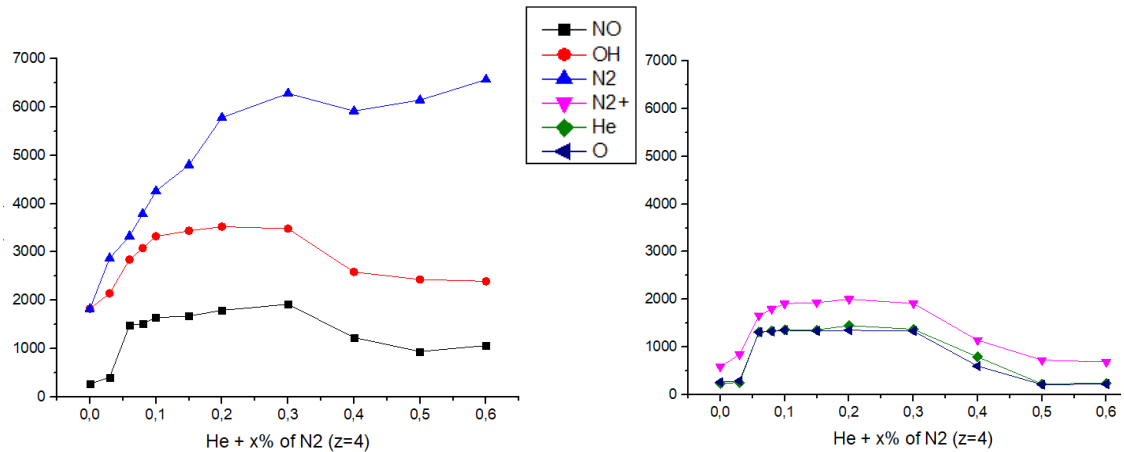 NO
OH
N2
N2+
He
O
7000
6000
5000
4000
3000
2000
1000
0
0,0 0,1 0,2 0,3 0,4 0,5 0,6
He + x% of N2 (z=4)
7000
6000
5000
4000
3000
2000
1000
0
0,0 0,1 0,2 0,3 0,4 0,5 0,6
He + x% of N2 (z=4)